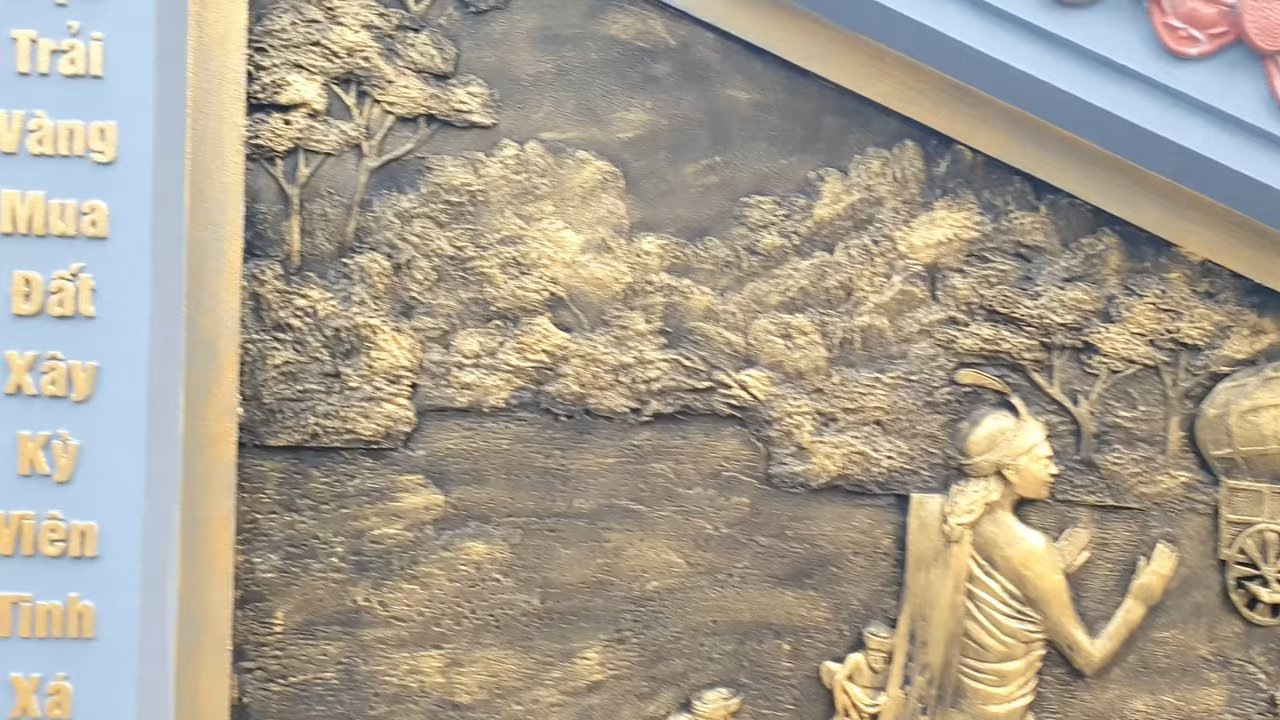 Trải
Vàng
Mua
Đất
Xây
Kỳ
Viên
Tinh
Xá